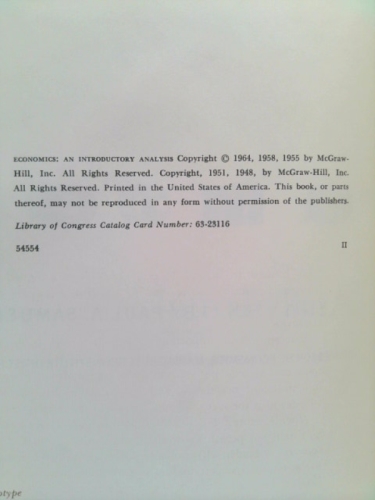 ECONOMICS: AN INTRODUCTORY ANALYSIS Copyright © 1964, 1958, 1955 by McGraw-
Hill, Inc. All Rights Reserved. Copyright, 1951, 1948, by McGraw-Hill, Inc.
All Rights Reserved. Printed in the United States of America. This book, or parts
thereof, may not be reproduced in any form without permission of the publishers.
Library of Congress Catalog Card Number: 63-23116
54554 II